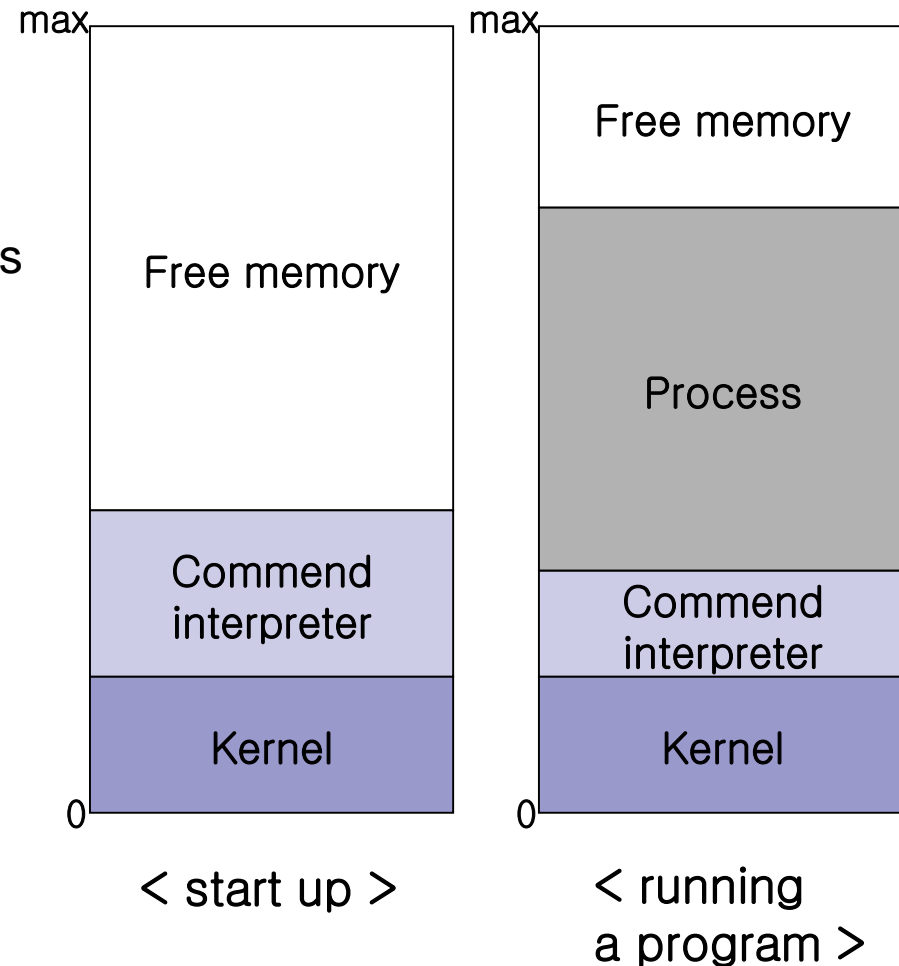 max
Free memory
Commend
interpreter
Kernel
0
< start up >
max
Free memory
Process
Commend
interpreter
Kernel
0
< running
a program >
s